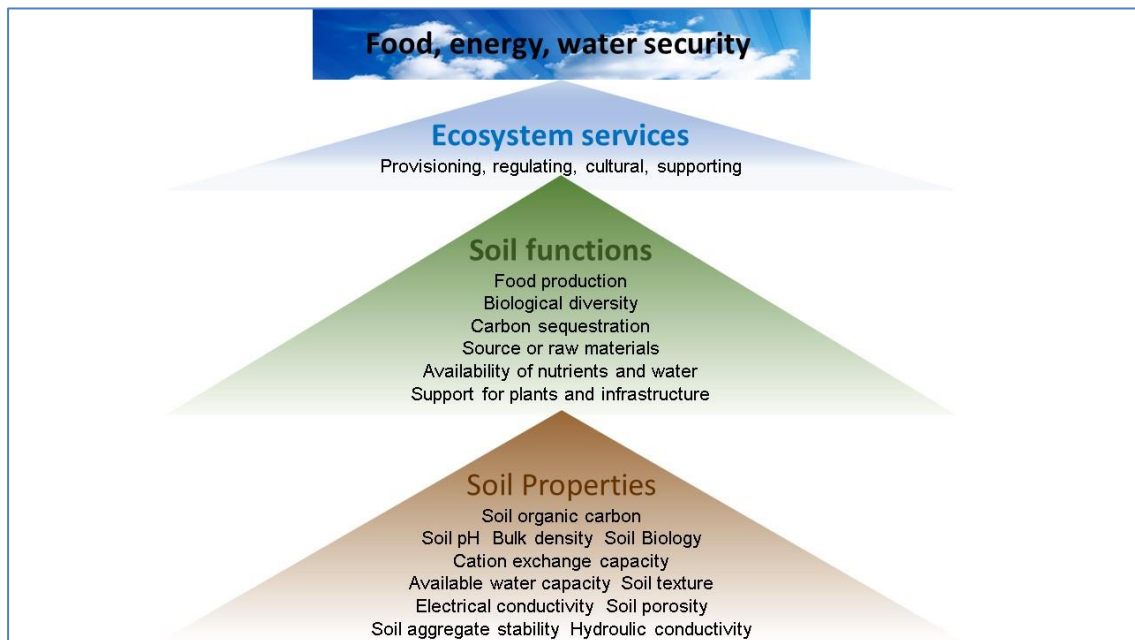 Food, energy, water security
Ecosystem services
Provisioning, regulating, cultural, supporting
Soil functions
Food production
Biological diversity
Carbon sequestration
Source or raw materials
Availability of nutrients and water
Support for plants and infrastructure
Soil Properties
Soil organic carbon
Soil pH Bulk density Soil Biology
Cation exchange capacity
Available water capacity Soil texture
Electrical conductivity Soil porosity
Soil aggregate stability Hydroulic conductivity